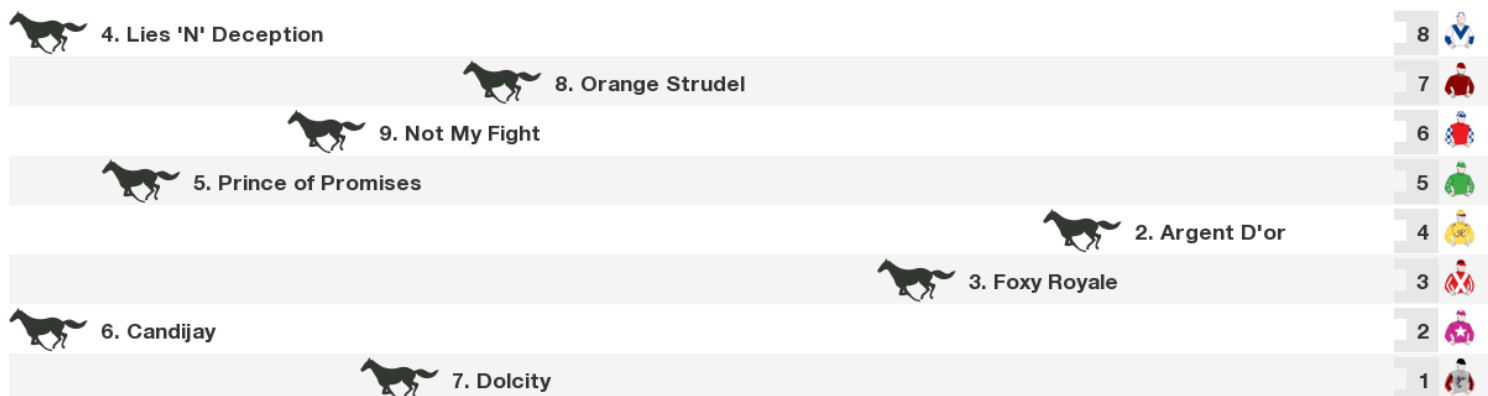 4. Lies 'N' Deception 8
8. Orange Strudel 7
9. Not My Fight 6
5. Prince of Promises 5
2. Argent D'or 4
3. Foxy Royale 3
6. Candijay 2
7. Dolcity 1